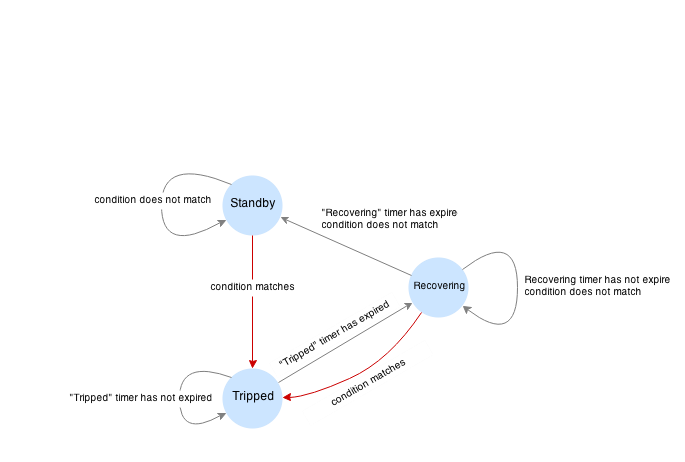 condition does not match
Standby
"Recovering" timer has expire
condition does not match
condition matches
Recovering
Recovering timer has not expire
condition does not match
"Tripped" timer has expired
condition matches
"Tripped" timer has not expired
Tripped